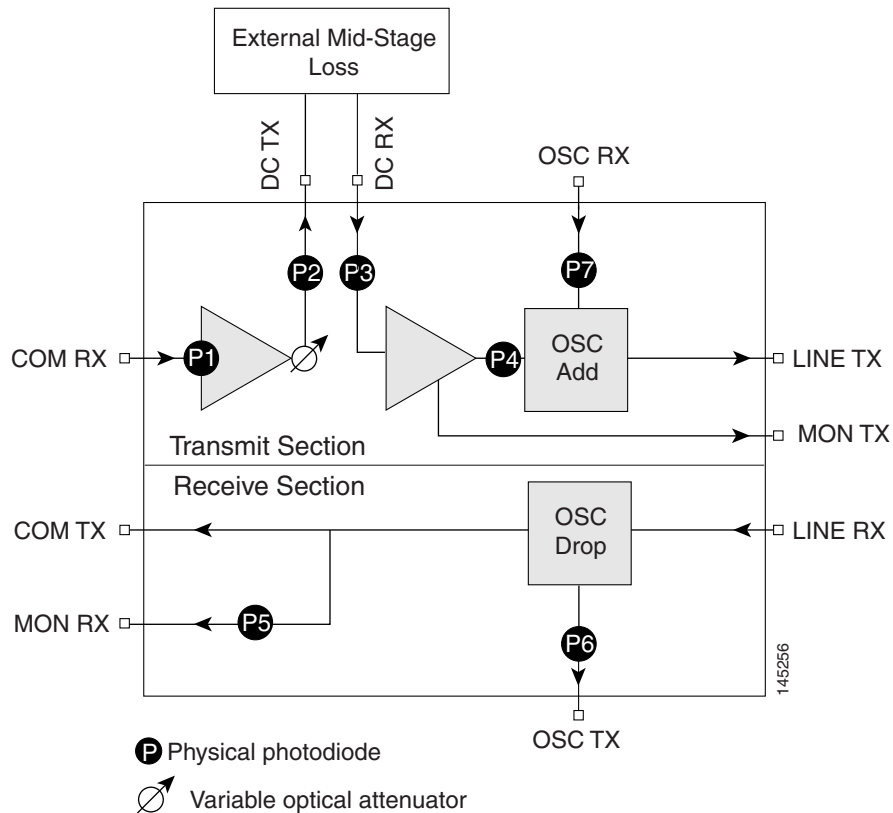 External Mid-Stage
Loss
DC TX
DC RX
OSC RX
P2
P3
P7
COM RX
P1
P4
OSC
Add
LINE TX
MON TX
Transmit Section
Receive Section
COM TX
OSC
Drop
LINE RX
MON RX
P5
P6
145256
OSC TX
P Physical photodiode
Variable optical attenuator